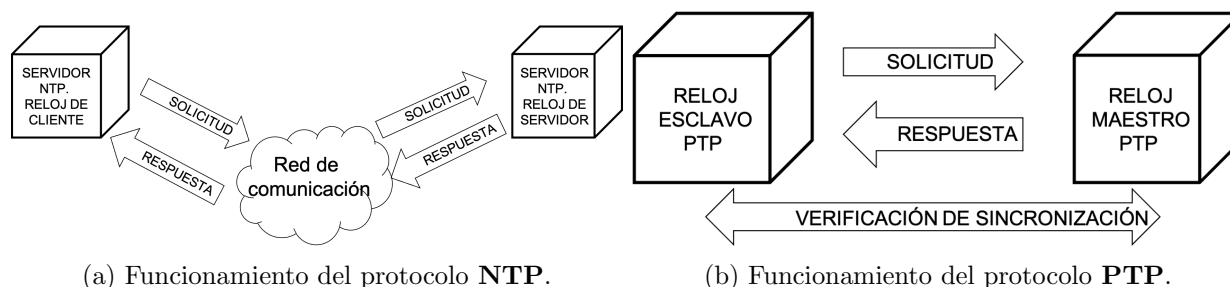 SERVIDOR
NTP.
RELOJ DE
CLIENTE
SOLICITUD
RESPUESTA
Red de
comunicación
SOLICITUD
RESPUESTA
SERVIDOR
NTP.
RELOJ DE
SERVIDOR
(a) Funcionamiento del protocolo NTP.
RELOJ
ESCLAVO
PTP
SOLICITUD
RESPUESTA
RELOJ
MAESTRO
PTP
VERIFICACIÓN DE SINCRONIZACIÓN
(b) Funcionamiento del protocolo PTP.